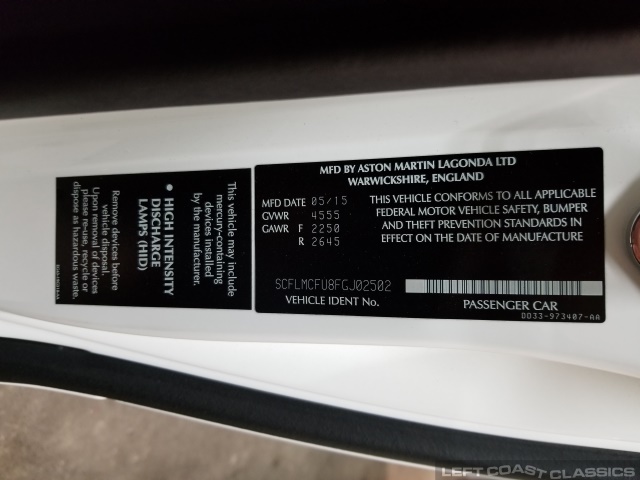 This vehicle may include
mercury-containing
devices installed
by the manufacturer.
• HIGH INTENSITY
DISCHARGE
LAMPS (HID)
Remove devices before
vehicle disposal.
Upon removal of devices
please re-use, recycle or
dispose as hazardous waste.
MFD BY ASTON MARTIN LAGONDA LTD
WARWICKSHIRE, ENGLAND
MFD DATE 05/15
GVWR 4555
GAWR F 2250
R 2645
THIS VEHICLE CONFORMS TO ALL APPLICABLE
FEDERAL MOTOR VEHICLE SAFETY, BUMPER
AND THEFT PREVENTION STANDARDS IN
EFFECT ON THE DATE OF MANUFACTURE
SCFLMCFU8FGJ02502
VEHICLE IDENT No.
PASSENGER CAR
DD33-973407-AA
LEFT COAST CLASSICS